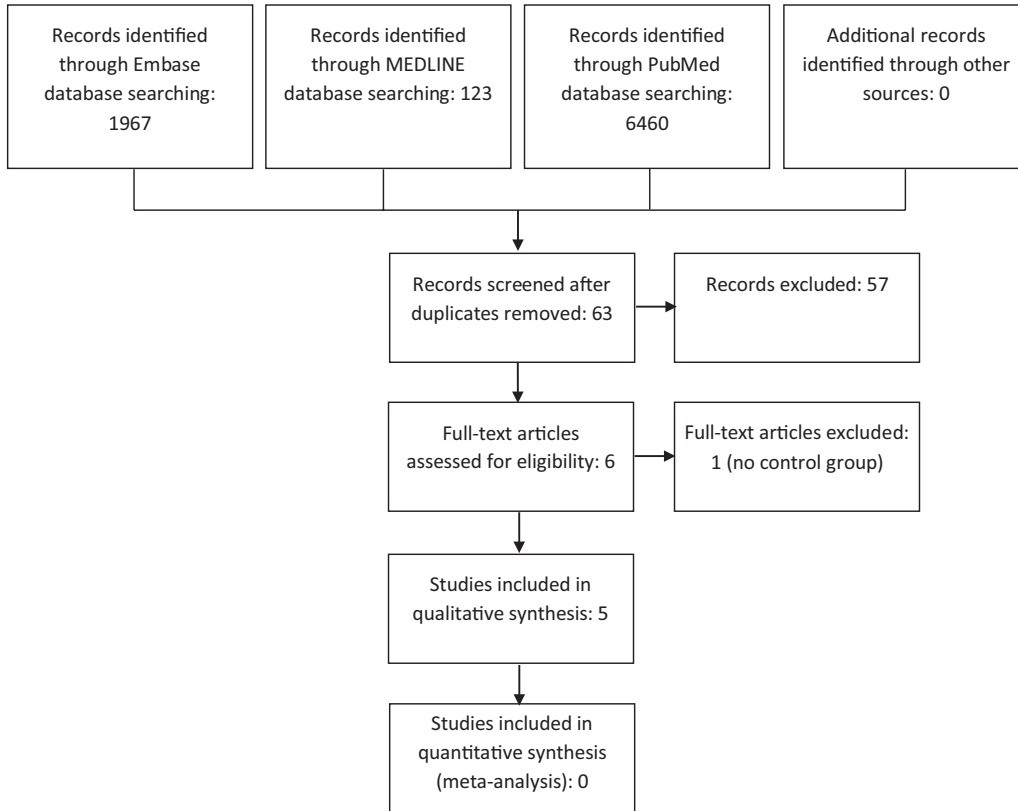 Records identified
through Embase
database searching:
1967
Records identified
through MEDLINE
database searching: 123
Records identified
through PubMed
database searching:
6460
Additional records
identified through other
sources: 0
Records screened after
duplicates removed: 63
Records excluded: 57
Full-text articles
assessed for eligibility: 6
Full-text articles excluded:
1 (no control group)
Studies included in
qualitative synthesis: 5
Studies included in
quantitative synthesis
(meta-analysis): 0